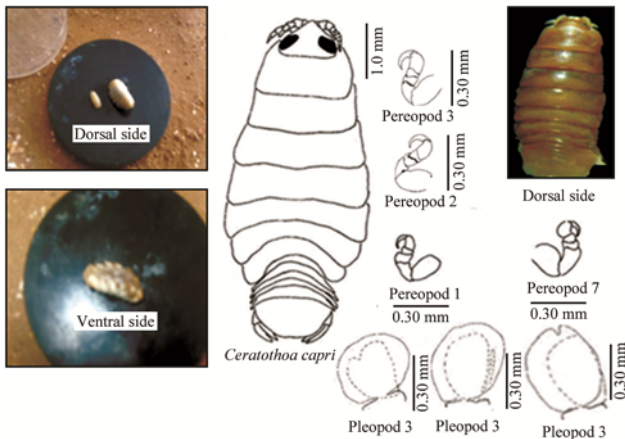 Dorsal side
Ventral side
1.0 mm
Pereopod 3
0.30 mm
Pereopod 2
0.30 mm
Dorsal side
Pereopod 1
0.30 mm
Pereopod 7
0.30 mm
Ceratothoa capri
Pleopod 3
0.30 mm
Pleopod 3
0.30 mm
Pleopod 3
0.30 mm